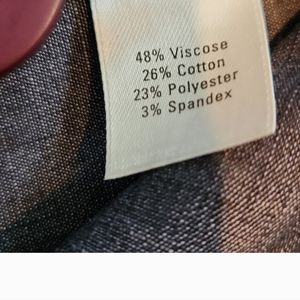 48% Viscose
26% Cotton
23% Polyester
3% Spandex